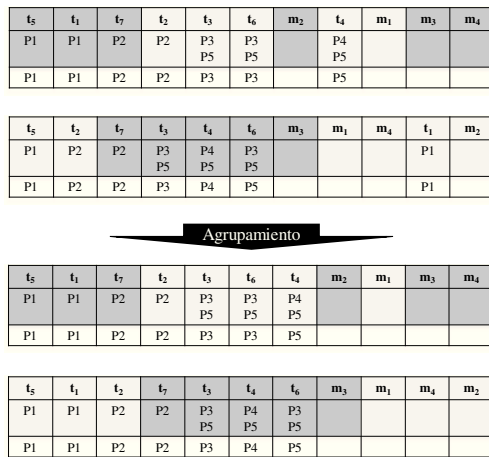 t5 t1 t7 t2 t3 t6 m2 t4 m1 m3 m4
P1 P1 P2 P2 P3 P3 P4
P5 P5 P5
P1 P1 P2 P2 P3 P3 P5
t5 t2 t7 t3 t4 t6 m3 m1 m4 t1 m2
P1 P2 P2 P3 P4 P3 P1
P5 P5 P5
P1 P2 P2 P3 P4 P5 P1
Agrupamiento
t5 t1 t7 t2 t3 t6 t4 m2 m1 m3 m4
P1 P1 P2 P2 P3 P3 P4
P5 P5 P5
P1 P1 P2 P2 P3 P3 P5
t5 t1 t2 t7 t3 t4 t6 m3 m1 m4 m2
P1 P1 P2 P2 P3 P4 P3
P5 P5 P5
P1 P1 P2 P2 P3 P4 P5